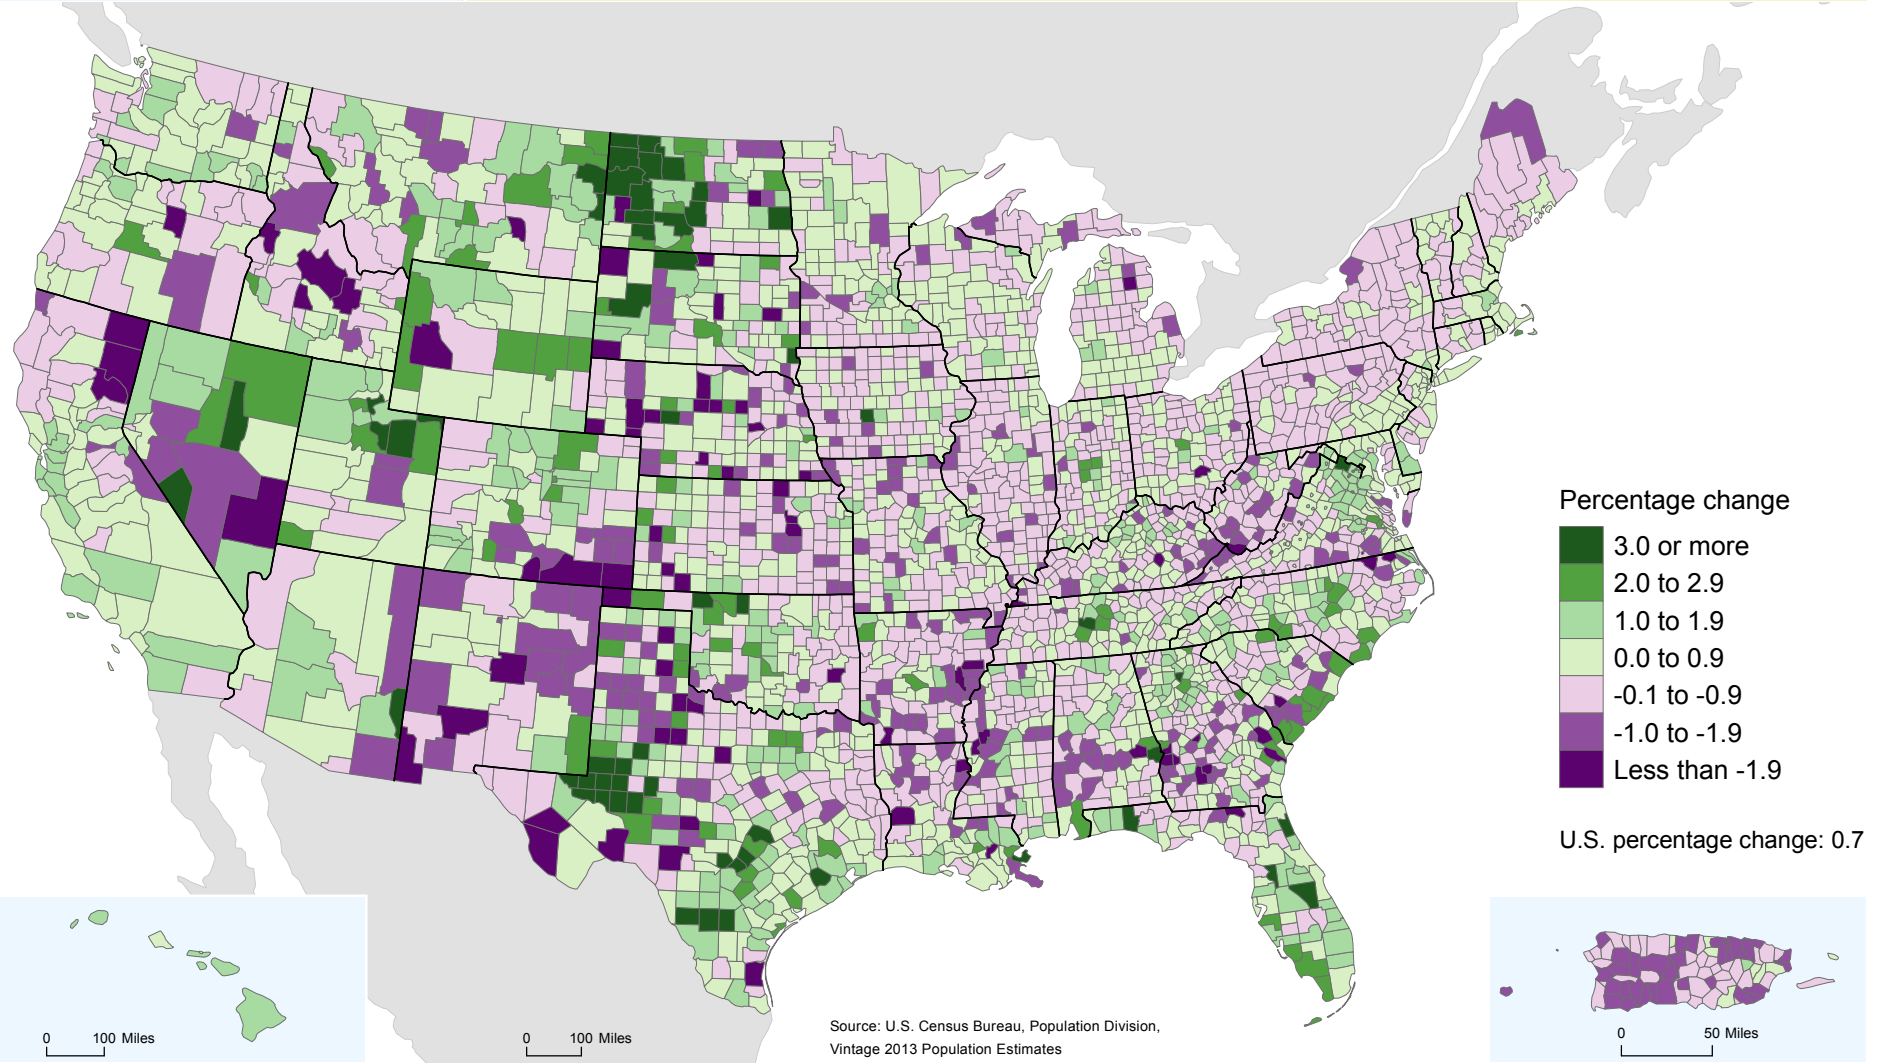 Percentage change
3.0 or more
2.0 to 2.9
1.0 to 1.9
0.0 to 0.9
-0.1 to -0.9
-1.0 to -1.9
Less than -1.9
U.S. percentage change: 0.7
0 100 Miles
0 100 Miles
Source: U.S. Census Bureau, Population Division,
Vintage 2013 Population Estimates
0 50 Miles